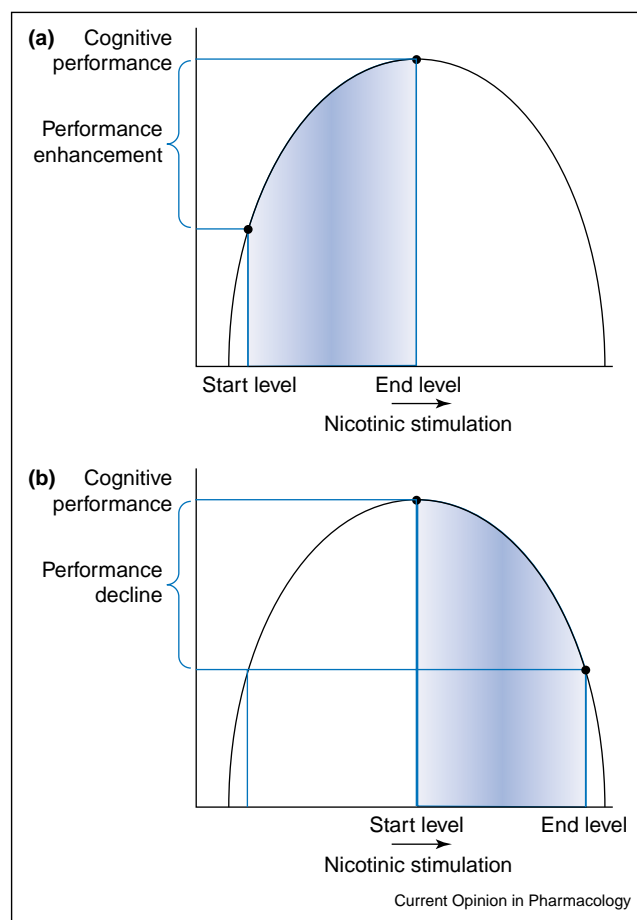 (a)
Cognitive
performance
Performance
enhancement
Start level
End level
Nicotinic stimulation
(b)
Cognitive
performance
Performance
decline
Start level
End level
Nicotinic stimulation
Current Opinion in Pharmacology